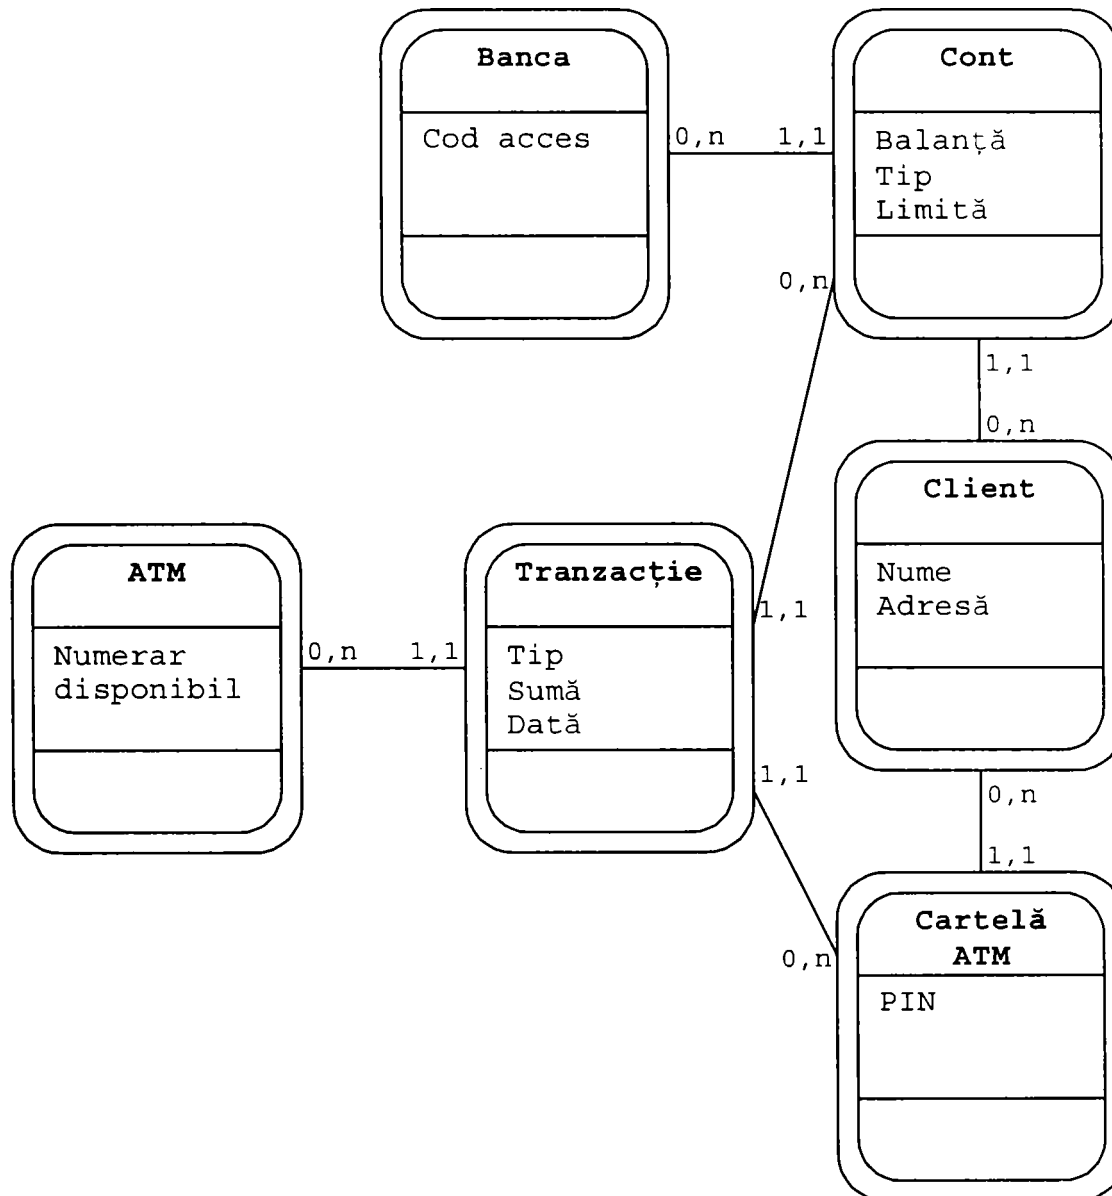 Banca
Cod acces
0,n
1,1
Cont
Balanță
Tip
Limită
0,n
1,1
0,n
Client
Nume
Adresă
ATM
Numerar
disponibil
0,n
1,1
Tranzacție
Tip
Sumă
Dată
1,1
1,1
0,n
0,n
1,1
Cartelă
ATM
PIN